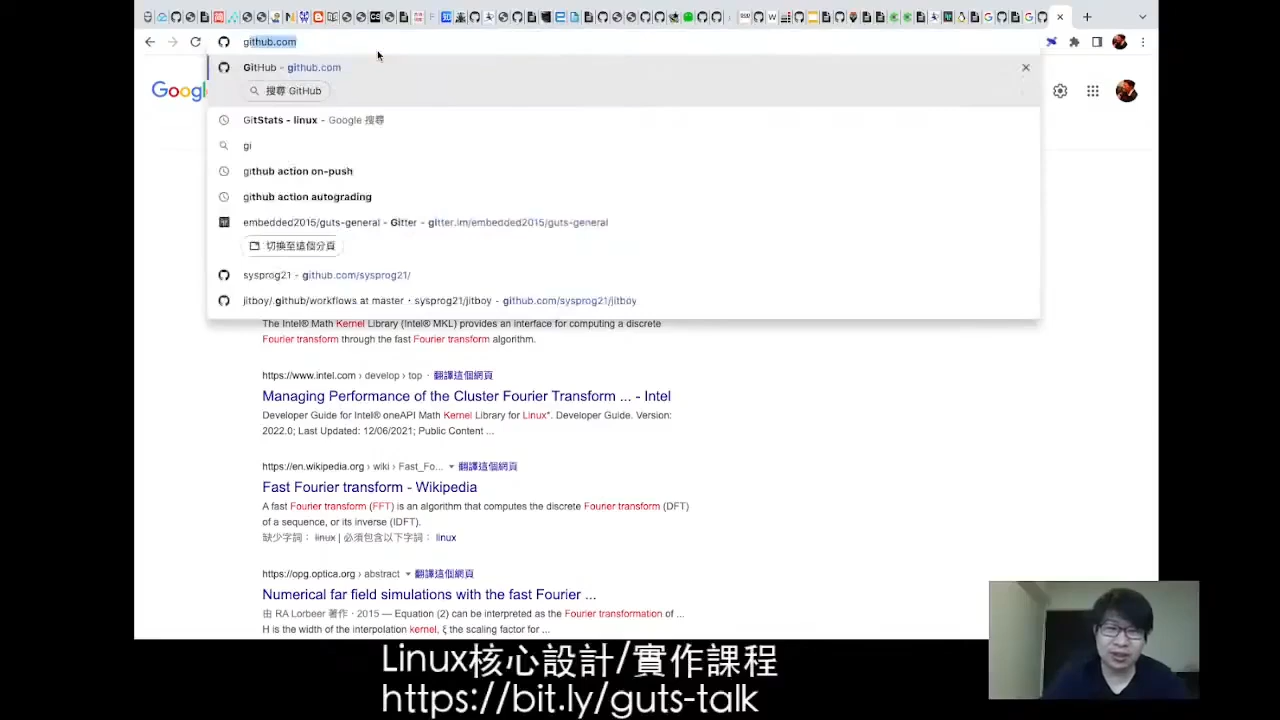 github.com
GitHub - github.com
搜尋 GitHub
Googl
GitStats - linux - Google 搜尋
gi
github action on-push
github action autograding
embedded2015/guts-general - Gitter - gitter.im/embedded2015/guts-general
切換至這個分頁
sysprog21 - github.com/sysprog21/
jitboy/.github/workflows at master · sysprog21/jitboy - github.com/sysprog21/jitboy
The Intel® Math Kernel Library (Intel® MKL) provides an interface for computing a discrete
Fourier transform through the fast Fourier transform algorithm.
https://www.intel.com › develop › top · 翻譯這個網頁
Managing Performance of the Cluster Fourier Transform ... - Intel
Developer Guide for Intel® oneAPI Math Kernel Library for Linux*. Developer Guide. Version:
2022.0; Last Updated: 12/06/2021; Public Content ...
https://en.wikipedia.org › wiki › Fast_Fo... 翻譯這個網頁
Fast Fourier transform - Wikipedia
A fast Fourier transform (FFT) is an algorithm that computes the discrete Fourier transform (DFT)
of a sequence, or its inverse (IDFT).
缺少字詞： linux | 必須包含以下字詞： linux
https://opg.optica.org › abstract 翻譯這個網頁
Numerical far field simulations with the fast Fourier ...
由 RA Lorbeer 著作 · 2015 — Equation (2) can be interpreted as the Fourier transformation of ...
H is the width of the interpolation kernel, ξ the scaling factor for ...
Linux核心設計/實作課程
https://bit.ly/guts-talk